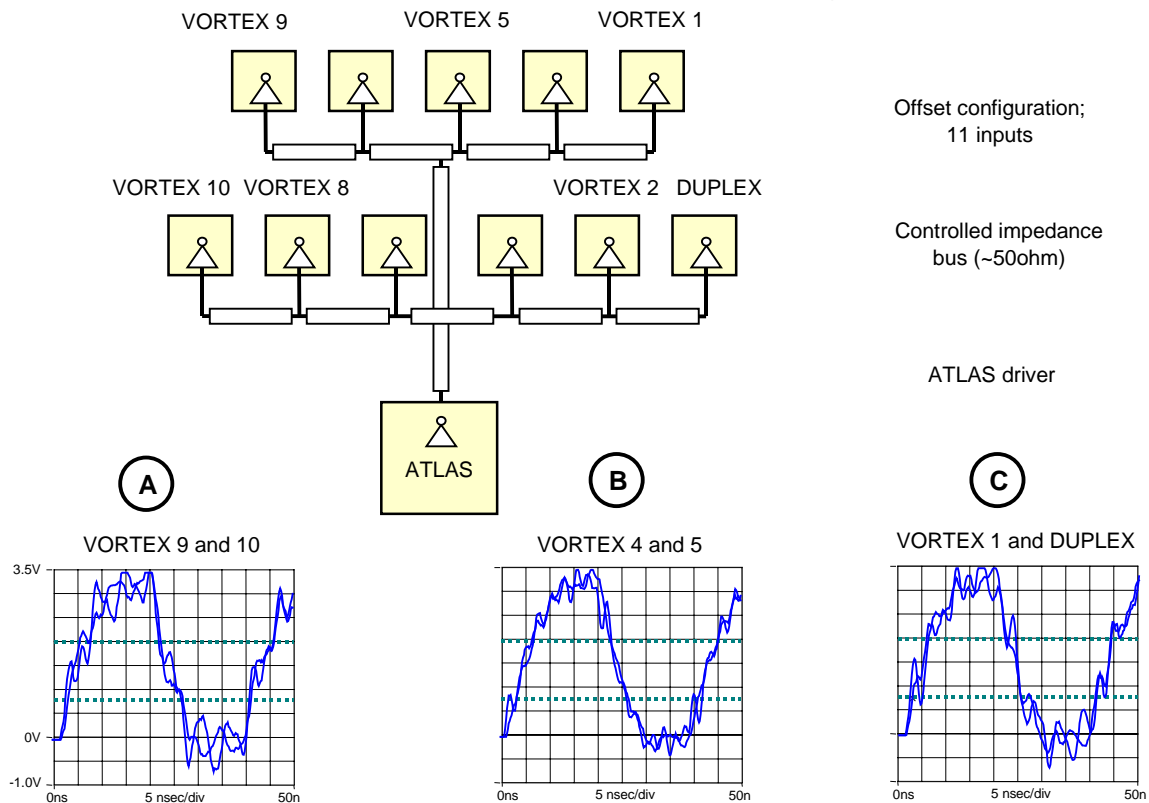 VORTEX 9
VORTEX 5
VORTEX 1
Offset configuration;
11 inputs
VORTEX 10
VORTEX 8
VORTEX 2
DUPLEX
Controlled impedance
bus (~50ohm)
ATLAS driver
ATLAS
A
B
C
VORTEX 9 and 10
VORTEX 4 and 5
VORTEX 1 and DUPLEX
3.5V
0V
-1.0V
0ns
5 nsec/div
50n
0ns
5 nsec/div
50n
0ns
5 nsec/div
50n